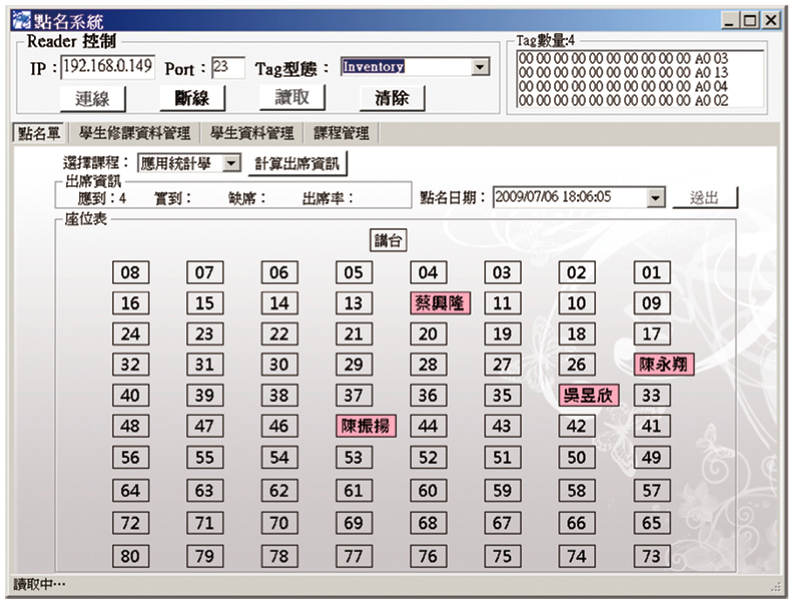 點名系統
Reader 控制
IP：192.168.0.149 Port：23 Tag型態：Inventory
連線 斷線 讀取 清除
Tag數量:4
00 00 00 00 00 00 00 00 00 00 A0 03
00 00 00 00 00 00 00 00 00 00 A0 13
00 00 00 00 00 00 00 00 00 00 A0 04
00 00 00 00 00 00 00 00 00 00 A0 02
點名單 學生修課資料管理 學生資料管理 課程管理
選擇課程：應用統計學 計算出席資訊
出席資訊
應到：4 實到： 缺席： 出席率：
點名日期：2009/07/06 18:06:05 送出
座位表
講台
08 07 06 05 04 03 02 01
16 15 14 13 蔡興隆 11 10 09
24 23 22 21 20 19 18 17
32 31 30 29 28 27 26 陳永翔
40 39 38 37 36 35 吳昱欣 33
48 47 46 陳振揚 44 43 42 41
56 55 54 53 52 51 50 49
64 63 62 61 60 59 58 57
72 71 70 69 68 67 66 65
80 79 78 77 76 75 74 73
讀取中…